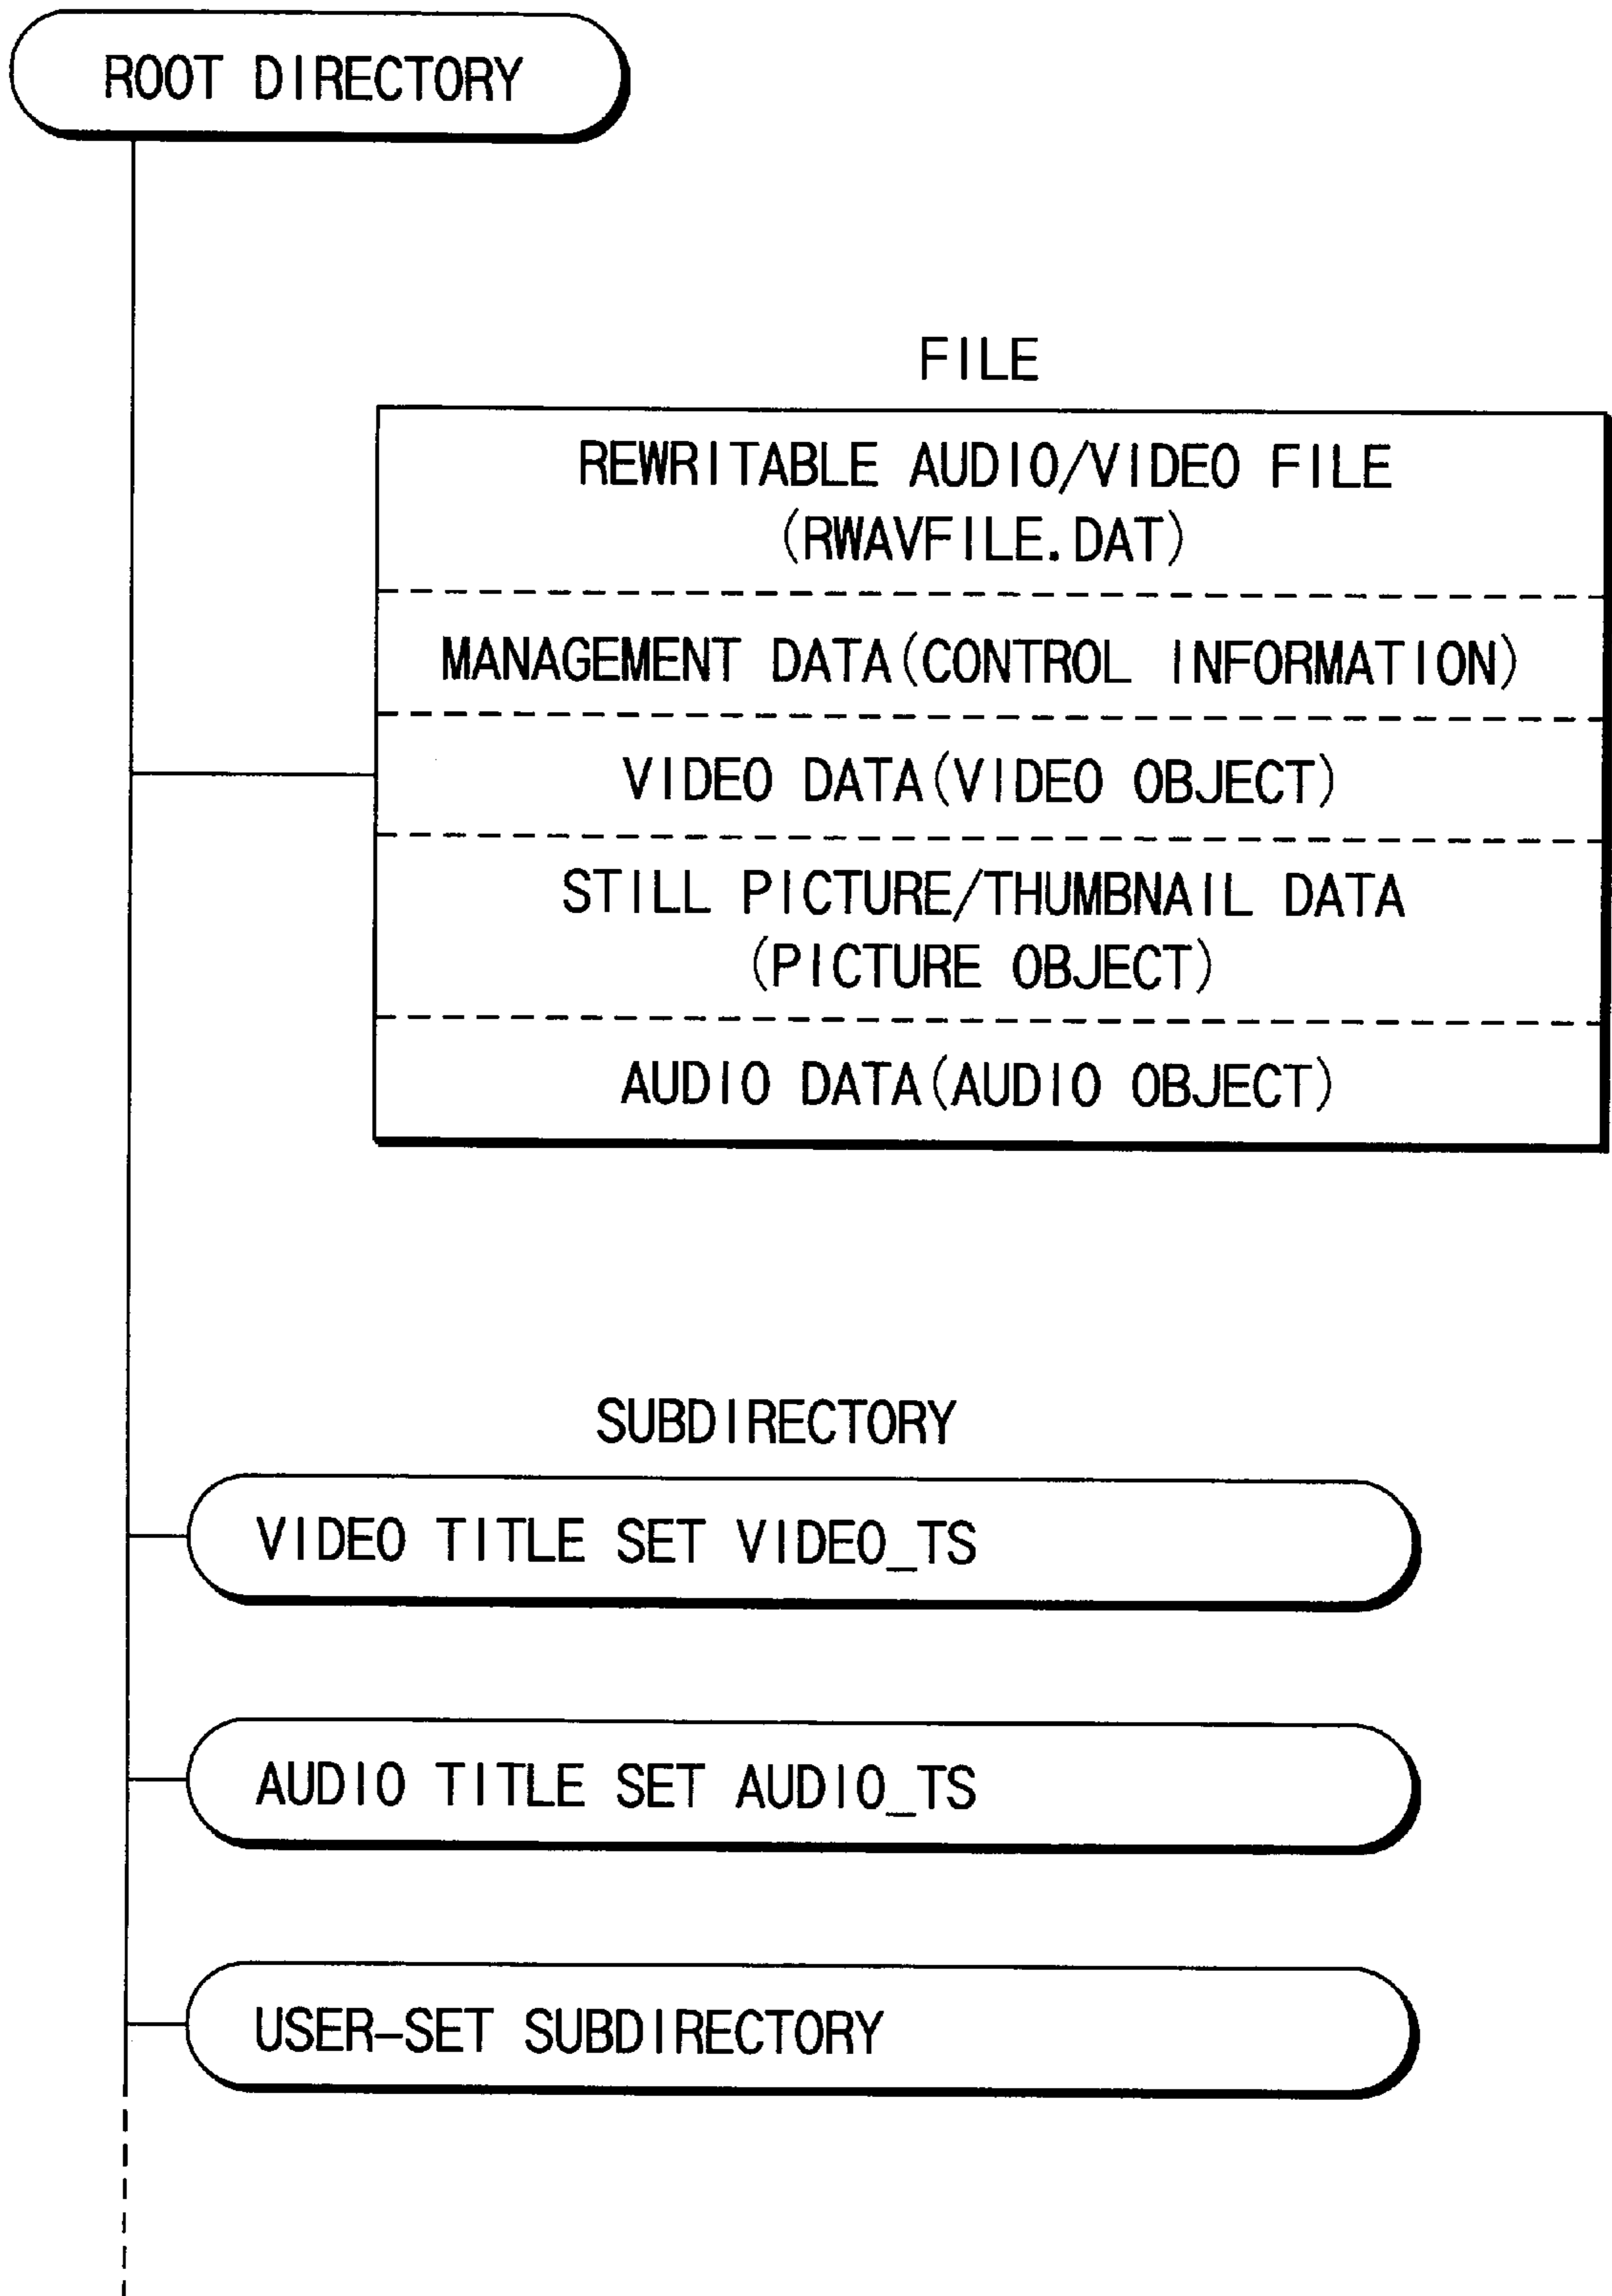 ROOT DIRECTORY
FILE
REWRITABLE AUDIO/VIDEO FILE
(RWAVFILE.DAT)
MANAGEMENT DATA(CONTROL INFORMATION)
VIDEO DATA(VIDEO OBJECT)
STILL PICTURE/THUMBNAIL DATA
(PICTURE OBJECT)
AUDIO DATA(AUDIO OBJECT)
SUBDIRECTORY
VIDEO TITLE SET VIDEO_TS
AUDIO TITLE SET AUDIO_TS
USER-SET SUBDIRECTORY